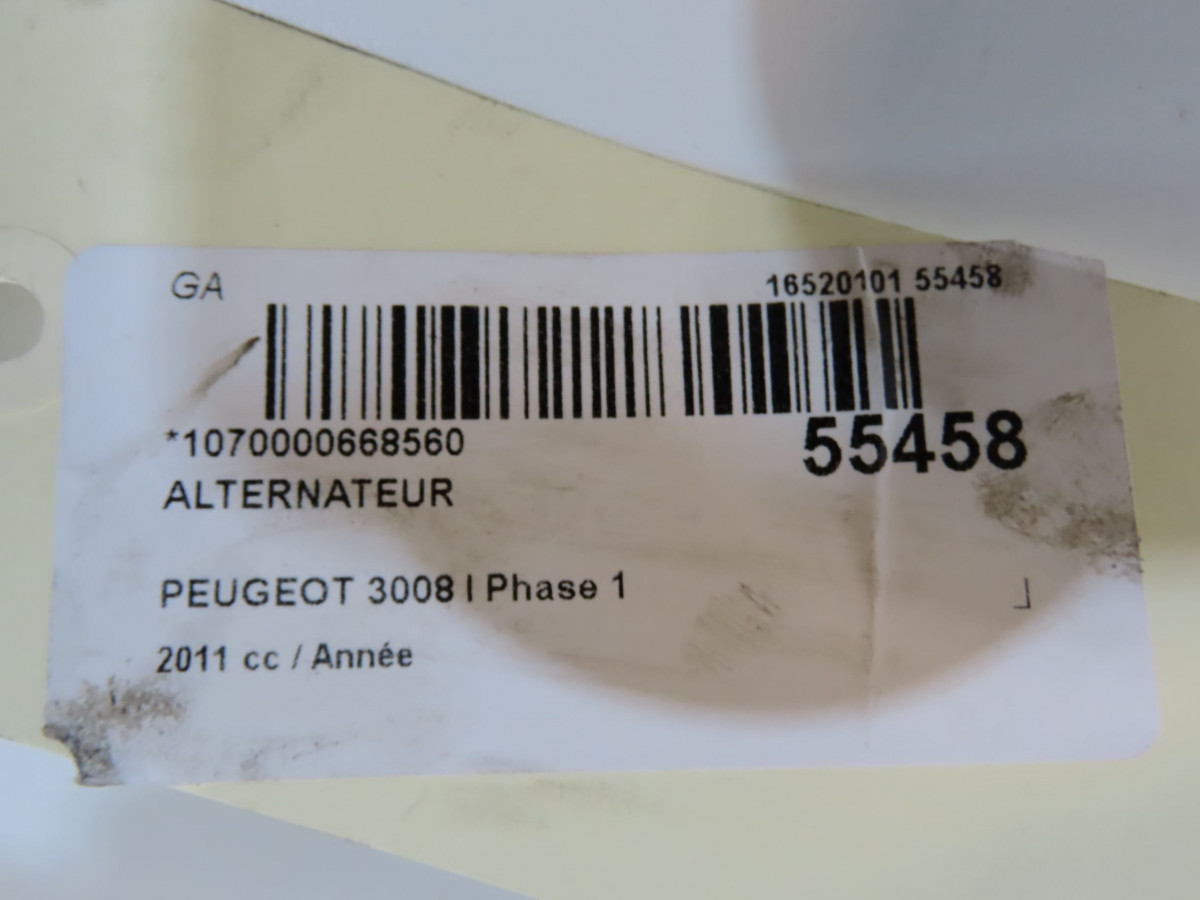 GA
16520101 55458
*1070000668560
55458
ALTERNATEUR
PEUGEOT 3008 I Phase 1
2011 cc / Année